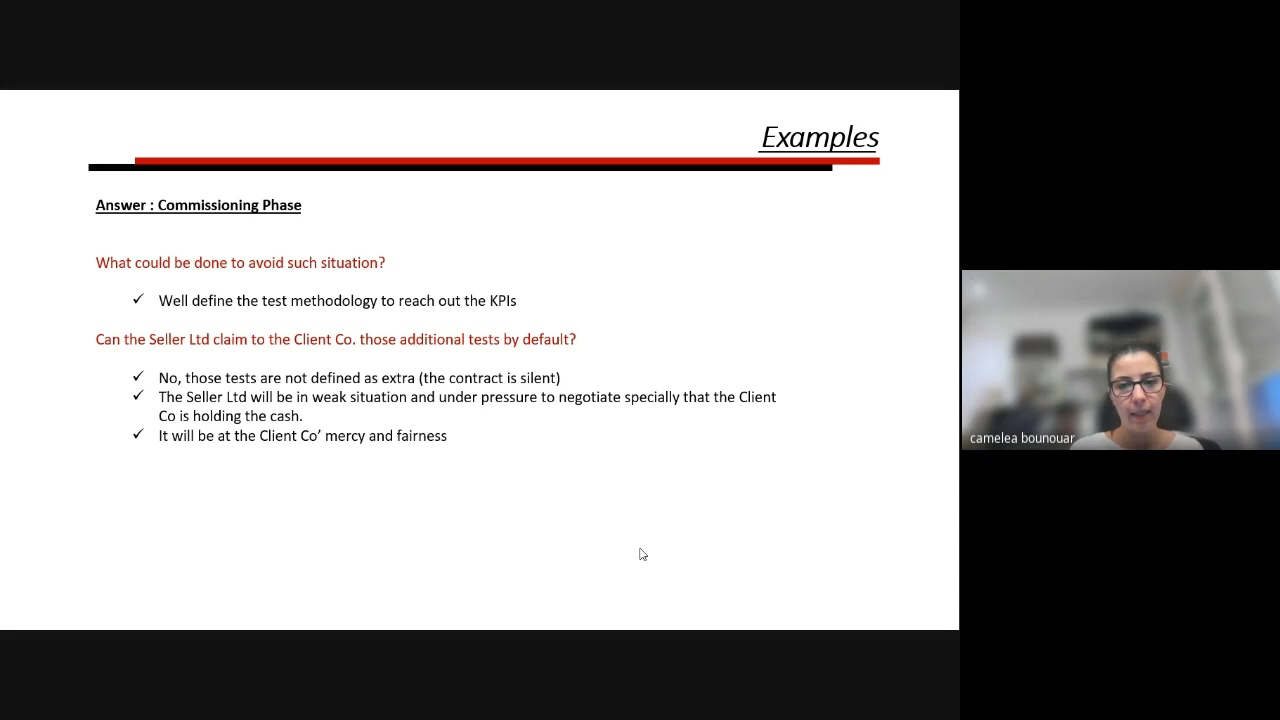 Examples
Answer : Commissioning Phase
What could be done to avoid such situation?
✓ Well define the test methodology to reach out the KPIs
Can the Seller Ltd claim to the Client Co. those additional tests by default?
✓ No, those tests are not defined as extra (the contract is silent)
✓ The Seller Ltd will be in weak situation and under pressure to negotiate specially that the Client
Co is holding the cash.
✓ It will be at the Client Co’ mercy and fairness
camelea bounouar